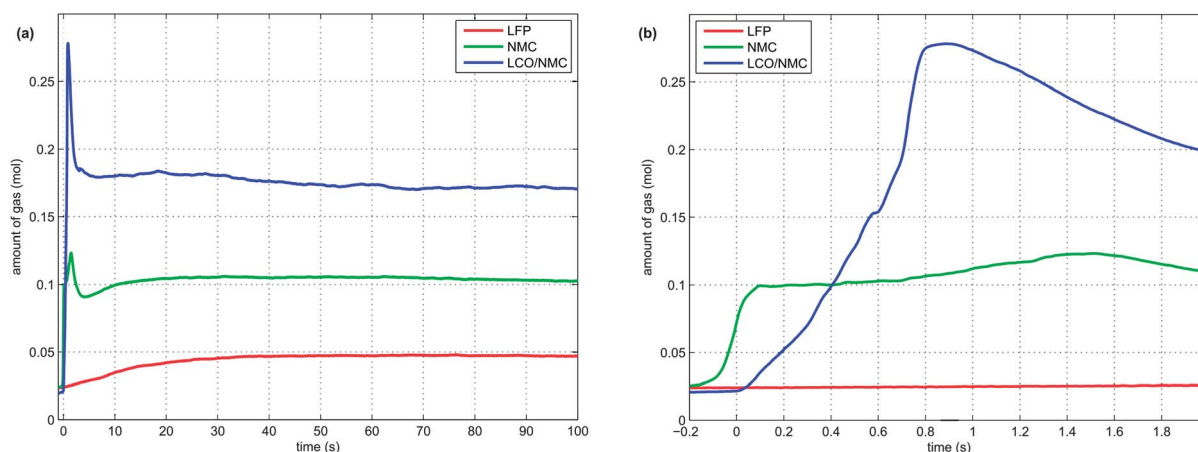 (a)
LFP
NMC
LCO/NMC
0.25
0.2
0.15
0.1
0.05
0
amount of gas (mol)
0 10 20 30 40 50 60 70 80 90 100
time (s)
(b)
LFP
NMC
LCO/NMC
0.25
0.2
0.15
0.1
0.05
0
amount of gas (mol)
−0.2 0 0.2 0.4 0.6 0.8 1 1.2 1.4 1.6 1.8
time (s)